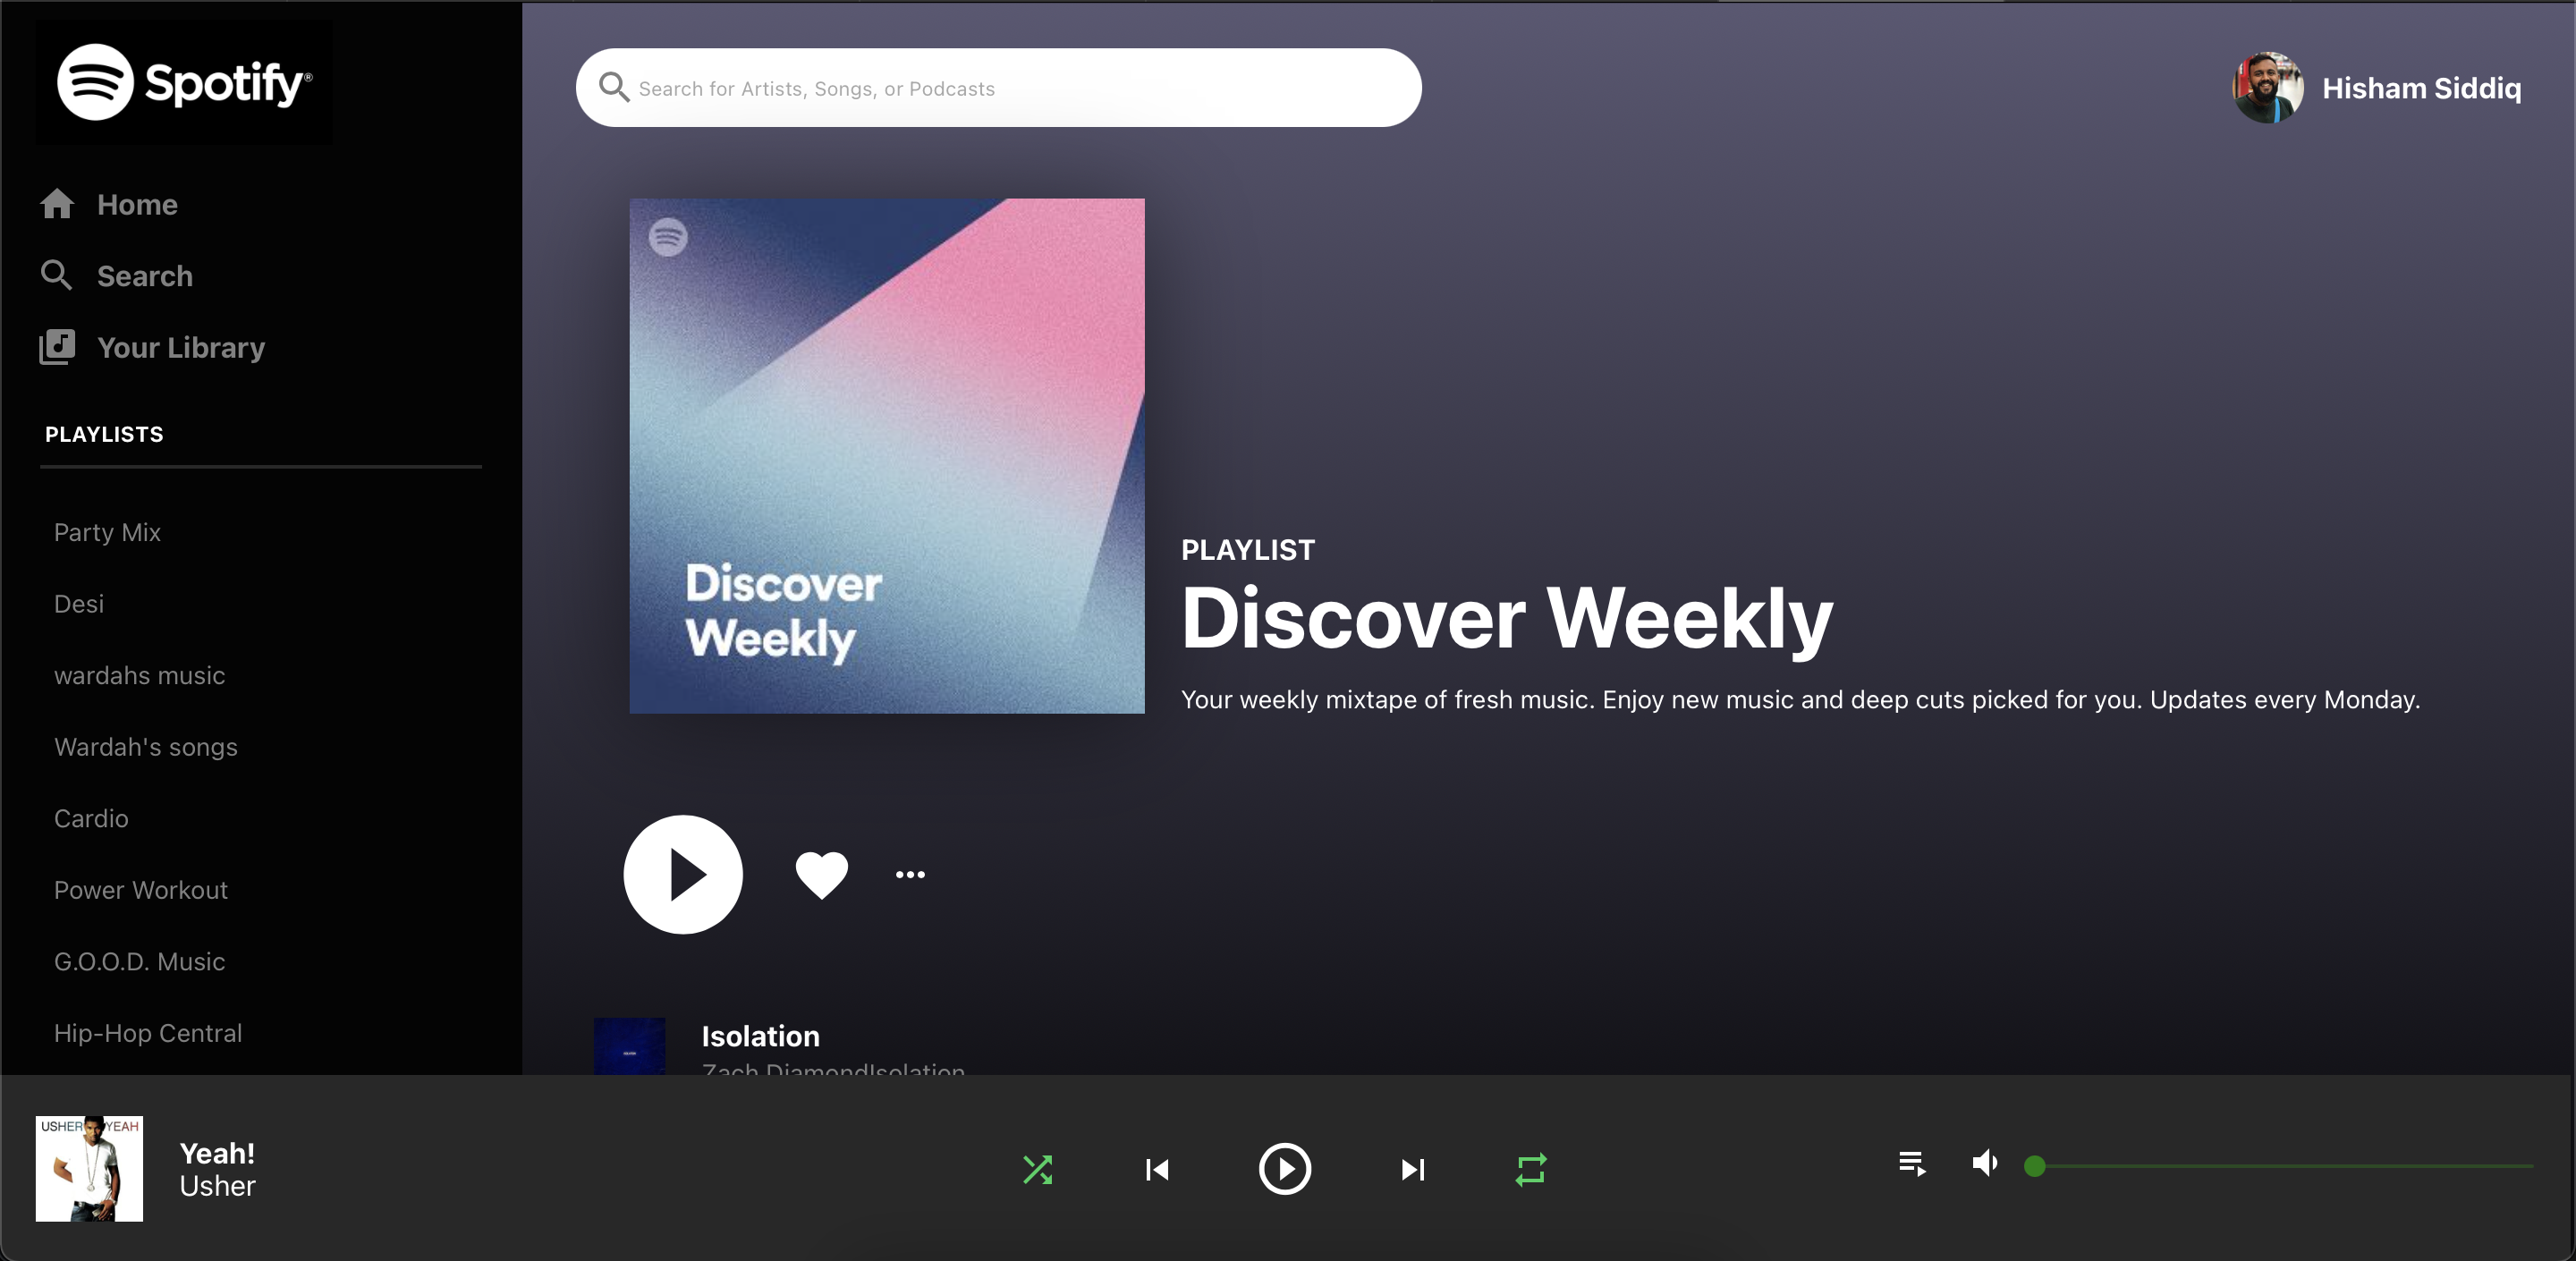 Spotify®
Home
Search
Your Library
PLAYLISTS
Party Mix
Desi
wardahs music
Wardah's songs
Cardio
Power Workout
G.O.O.D. Music
Hip-Hop Central
Search for Artists, Songs, or Podcasts
Hisham Siddiq
Discover
Weekly
PLAYLIST
Discover Weekly
Your weekly mixtape of fresh music. Enjoy new music and deep cuts picked for you. Updates every Monday.
Isolation
Zach DiamondIsolation
USHER YEAH
Yeah!
Usher